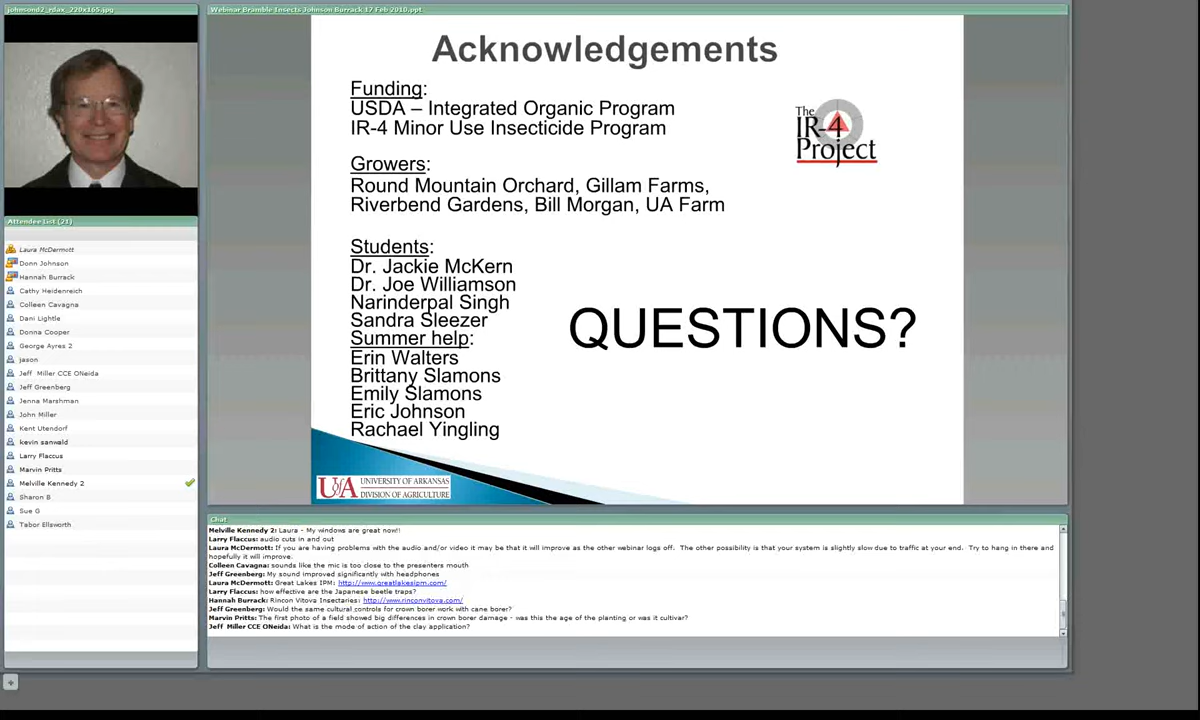 johnsond2_rdax_220x165.jpg
Webinar Bramble Insects Johnson Burrack 17 Feb 2010.ppt
Acknowledgements
Funding:
USDA – Integrated Organic Program
IR-4 Minor Use Insecticide Program
The
IR-4
Project
Growers:
Round Mountain Orchard, Gillam Farms,
Riverbend Gardens, Bill Morgan, UA Farm
Students:
Dr. Jackie McKern
Dr. Joe Williamson
Narinderpal Singh
Sandra Sleezer
Summer help:
Erin Walters
Brittany Slamons
Emily Slamons
Eric Johnson
Rachael Yingling
QUESTIONS?
UofA
UNIVERSITY OF ARKANSAS
DIVISION OF AGRICULTURE
Attendee List (21)
Laura McDermott
Donn Johnson
Hannah Burrack
Cathy Heidenreich
Colleen Cavagna
Dani Lightle
Donna Cooper
George Ayres 2
jason
Jeff Miller CCE ONeida
Jeff Greenberg
Jenna Marshman
John Miller
Kent Utendorf
kevin sanwald
Larry Flaccus
Marvin Pritts
Melville Kennedy 2
Sharon B
Sue G
Tabor Ellsworth
Chat
Melville Kennedy 2: Laura - My windows are great now!!
Larry Flaccus: audio cuts in and out
Laura McDermott: If you are having problems with the audio and/or video it may be that it will improve as the other webinar logs off. The other possibility is that your system is slightly slow due to traffic at your end. Try to hang in there and
hopefully it will improve.
Colleen Cavagna: sounds like the mic is too close to the presenters mouth
Jeff Greenberg: My sound improved significantly with headphones
Laura McDermott: Great Lakes IPM: http://www.greatlakesipm.com/
Larry Flaccus: how effective are the Japanese beetle traps?
Hannah Burrack: Rincon Vitova Insectaries: http://www.rinconvitova.com/
Jeff Greenberg: Would the same cultural controls for crown borer work with cane borer?
Marvin Pritts: The first photo of a field showed big differences in crown borer damage - was this the age of the planting or was it cultivar?
Jeff Miller CCE ONeida: What is the mode of action of the clay application?